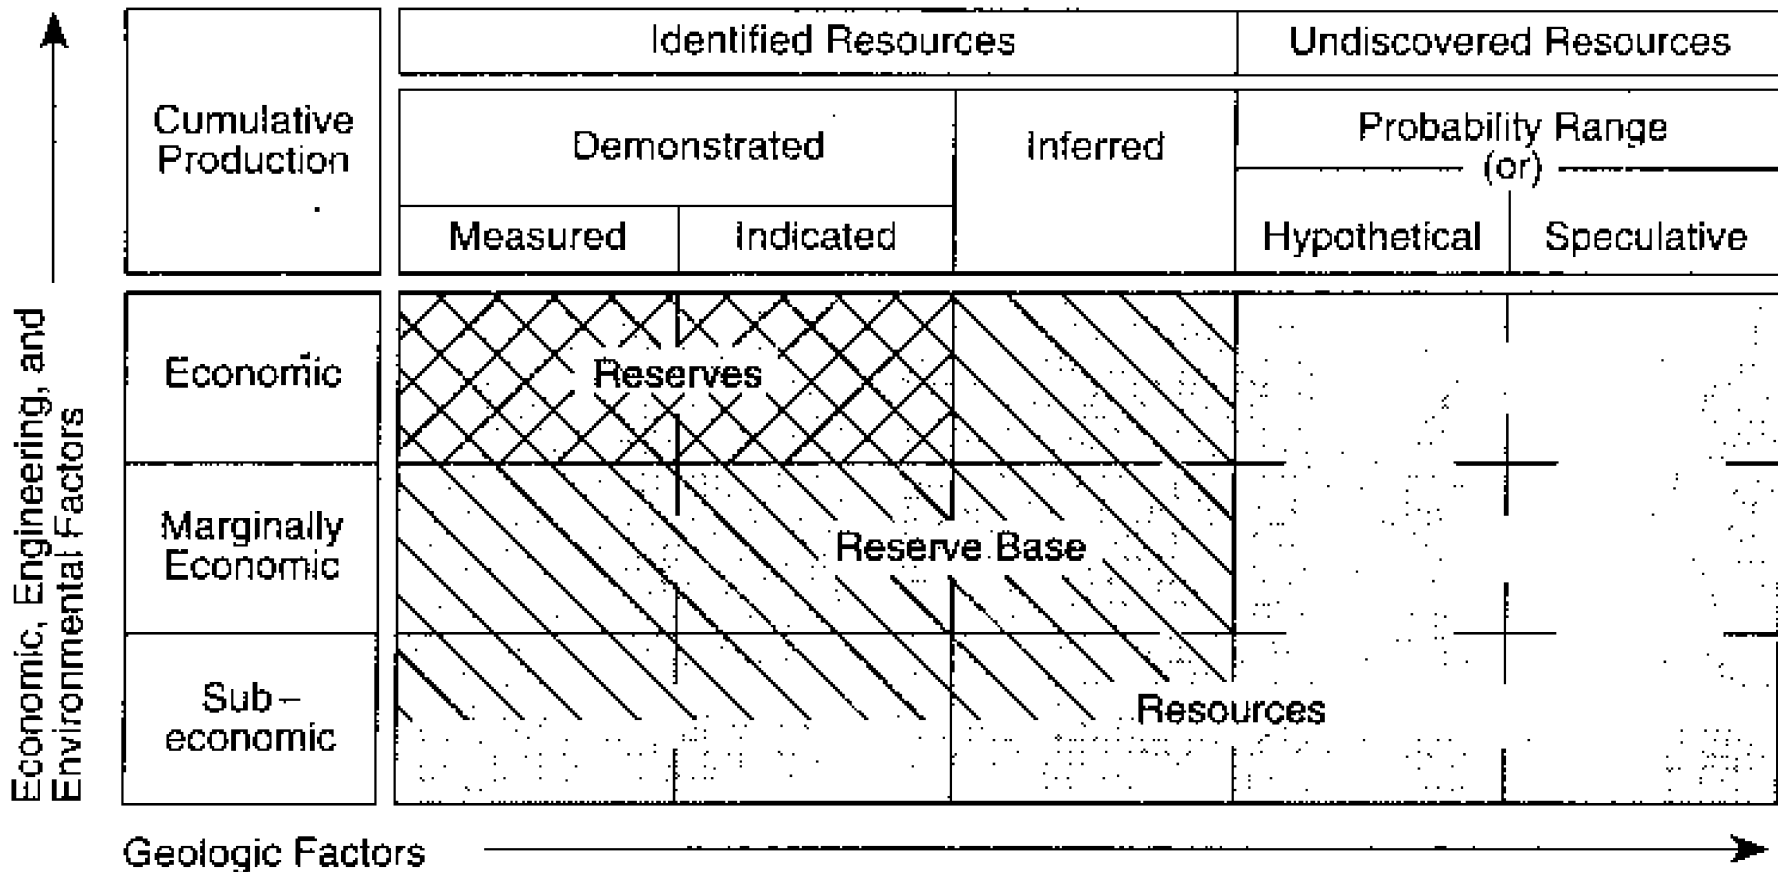 Identified Resources
Undiscovered Resources
Cumulative
Production
Demonstrated
Inferred
Probability Range
(or)
Measured
Indicated
Hypothetical
Speculative
Economic
Reserves
Marginally
Economic
Reserve Base
Sub-
economic
Resources
Economic, Engineering, and
Environmental Factors
Geologic Factors